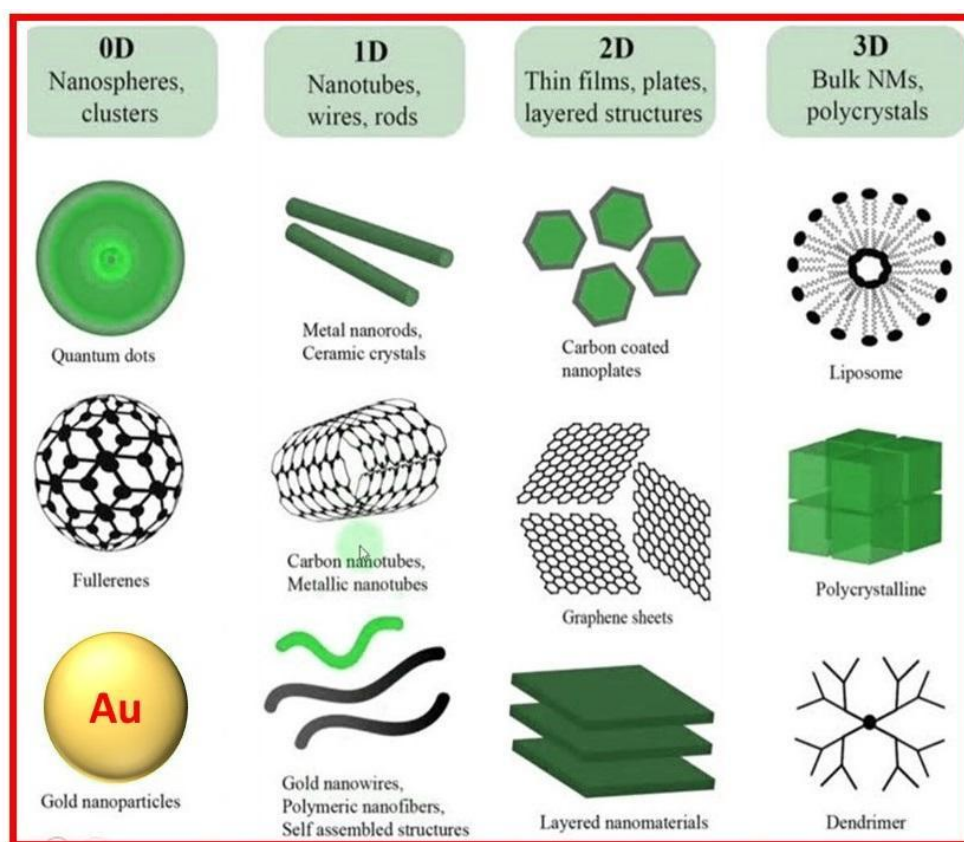 0D
Nanospheres,
clusters
1D
Nanotubes,
wires, rods
2D
Thin films, plates,
layered structures
3D
Bulk NMs,
polycrystals
Quantum dots
Metal nanorods,
Ceramic crystals
Carbon coated
nanoplates
Liposome
Fullerenes
Carbon nanotubes,
Metallic nanotubes
Graphene sheets
Polycrystalline
Au
Gold nanoparticles
Gold nanowires,
Polymeric nanofibers,
Self assembled structures
Layered nanomaterials
Dendrimer